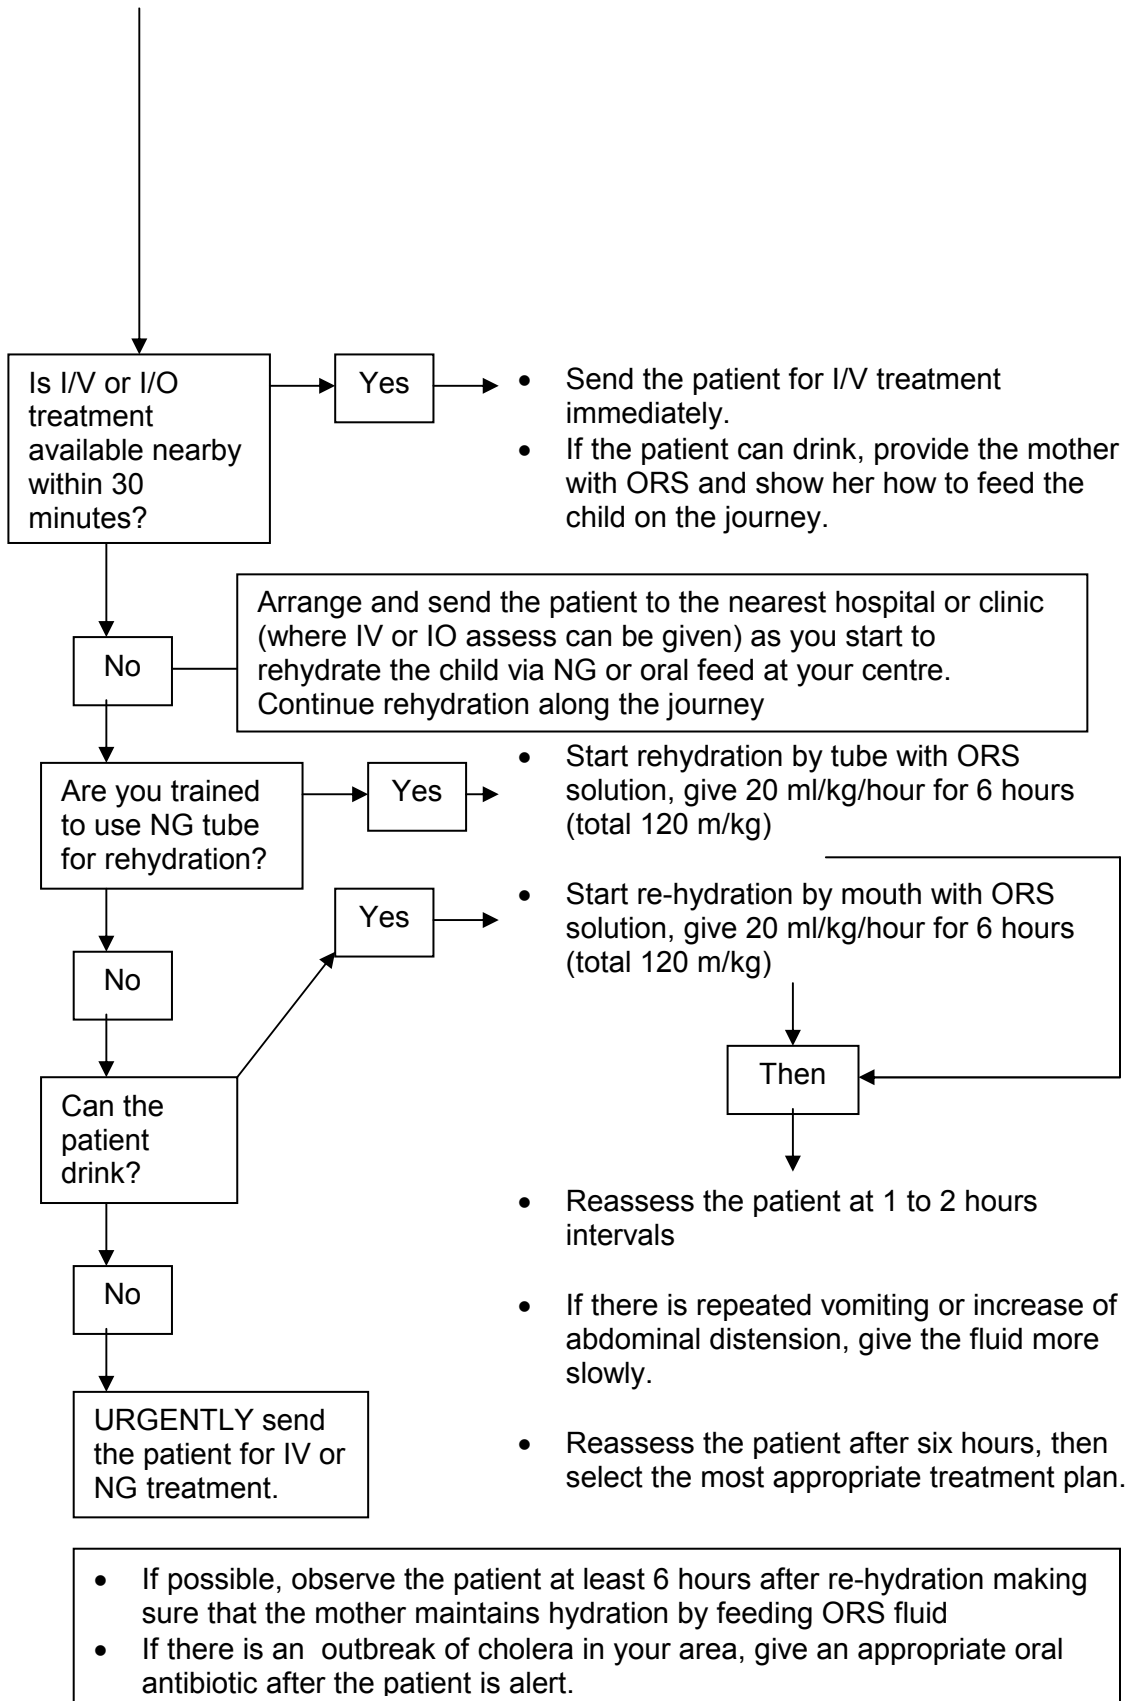 Is I/V or I/O
treatment
available nearby
within 30
minutes?
Yes
• Send the patient for I/V treatment
immediately.
• If the patient can drink, provide the mother
with ORS and show her how to feed the
child on the journey.
No
Arrange and send the patient to the nearest hospital or clinic
(where IV or IO assess can be given) as you start to
rehydrate the child via NG or oral feed at your centre.
Continue rehydration along the journey
Are you trained
to use NG tube
for rehydration?
Yes
• Start rehydration by tube with ORS
solution, give 20 ml/kg/hour for 6 hours
(total 120 m/kg)
No
Can the
patient
drink?
Yes
• Start re-hydration by mouth with ORS
solution, give 20 ml/kg/hour for 6 hours
(total 120 m/kg)
Then
• Reassess the patient at 1 to 2 hours
intervals
• If there is repeated vomiting or increase of
abdominal distension, give the fluid more
slowly.
• Reassess the patient after six hours, then
select the most appropriate treatment plan.
No
URGENTLY send
the patient for IV or
NG treatment.
• If possible, observe the patient at least 6 hours after re-hydration making
sure that the mother maintains hydration by feeding ORS fluid
• If there is an outbreak of cholera in your area, give an appropriate oral
antibiotic after the patient is alert.